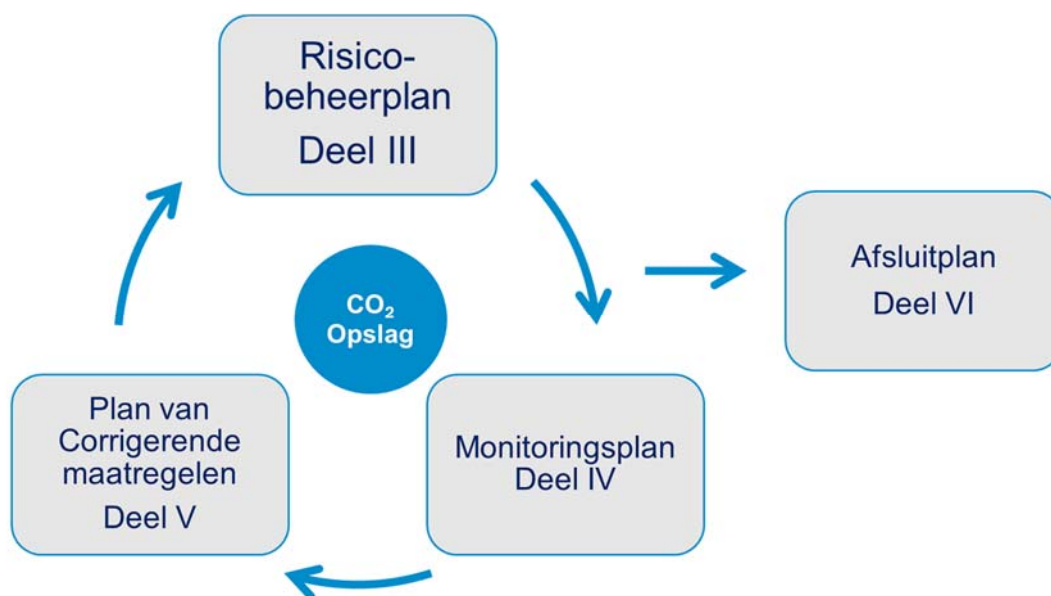 Risico-
beheerplan
Deel III
Afsluitplan
Deel VI
CO₂
Opslag
Plan van
Corrigerende
maatregelen
Deel V
Monitoringsplan
Deel IV